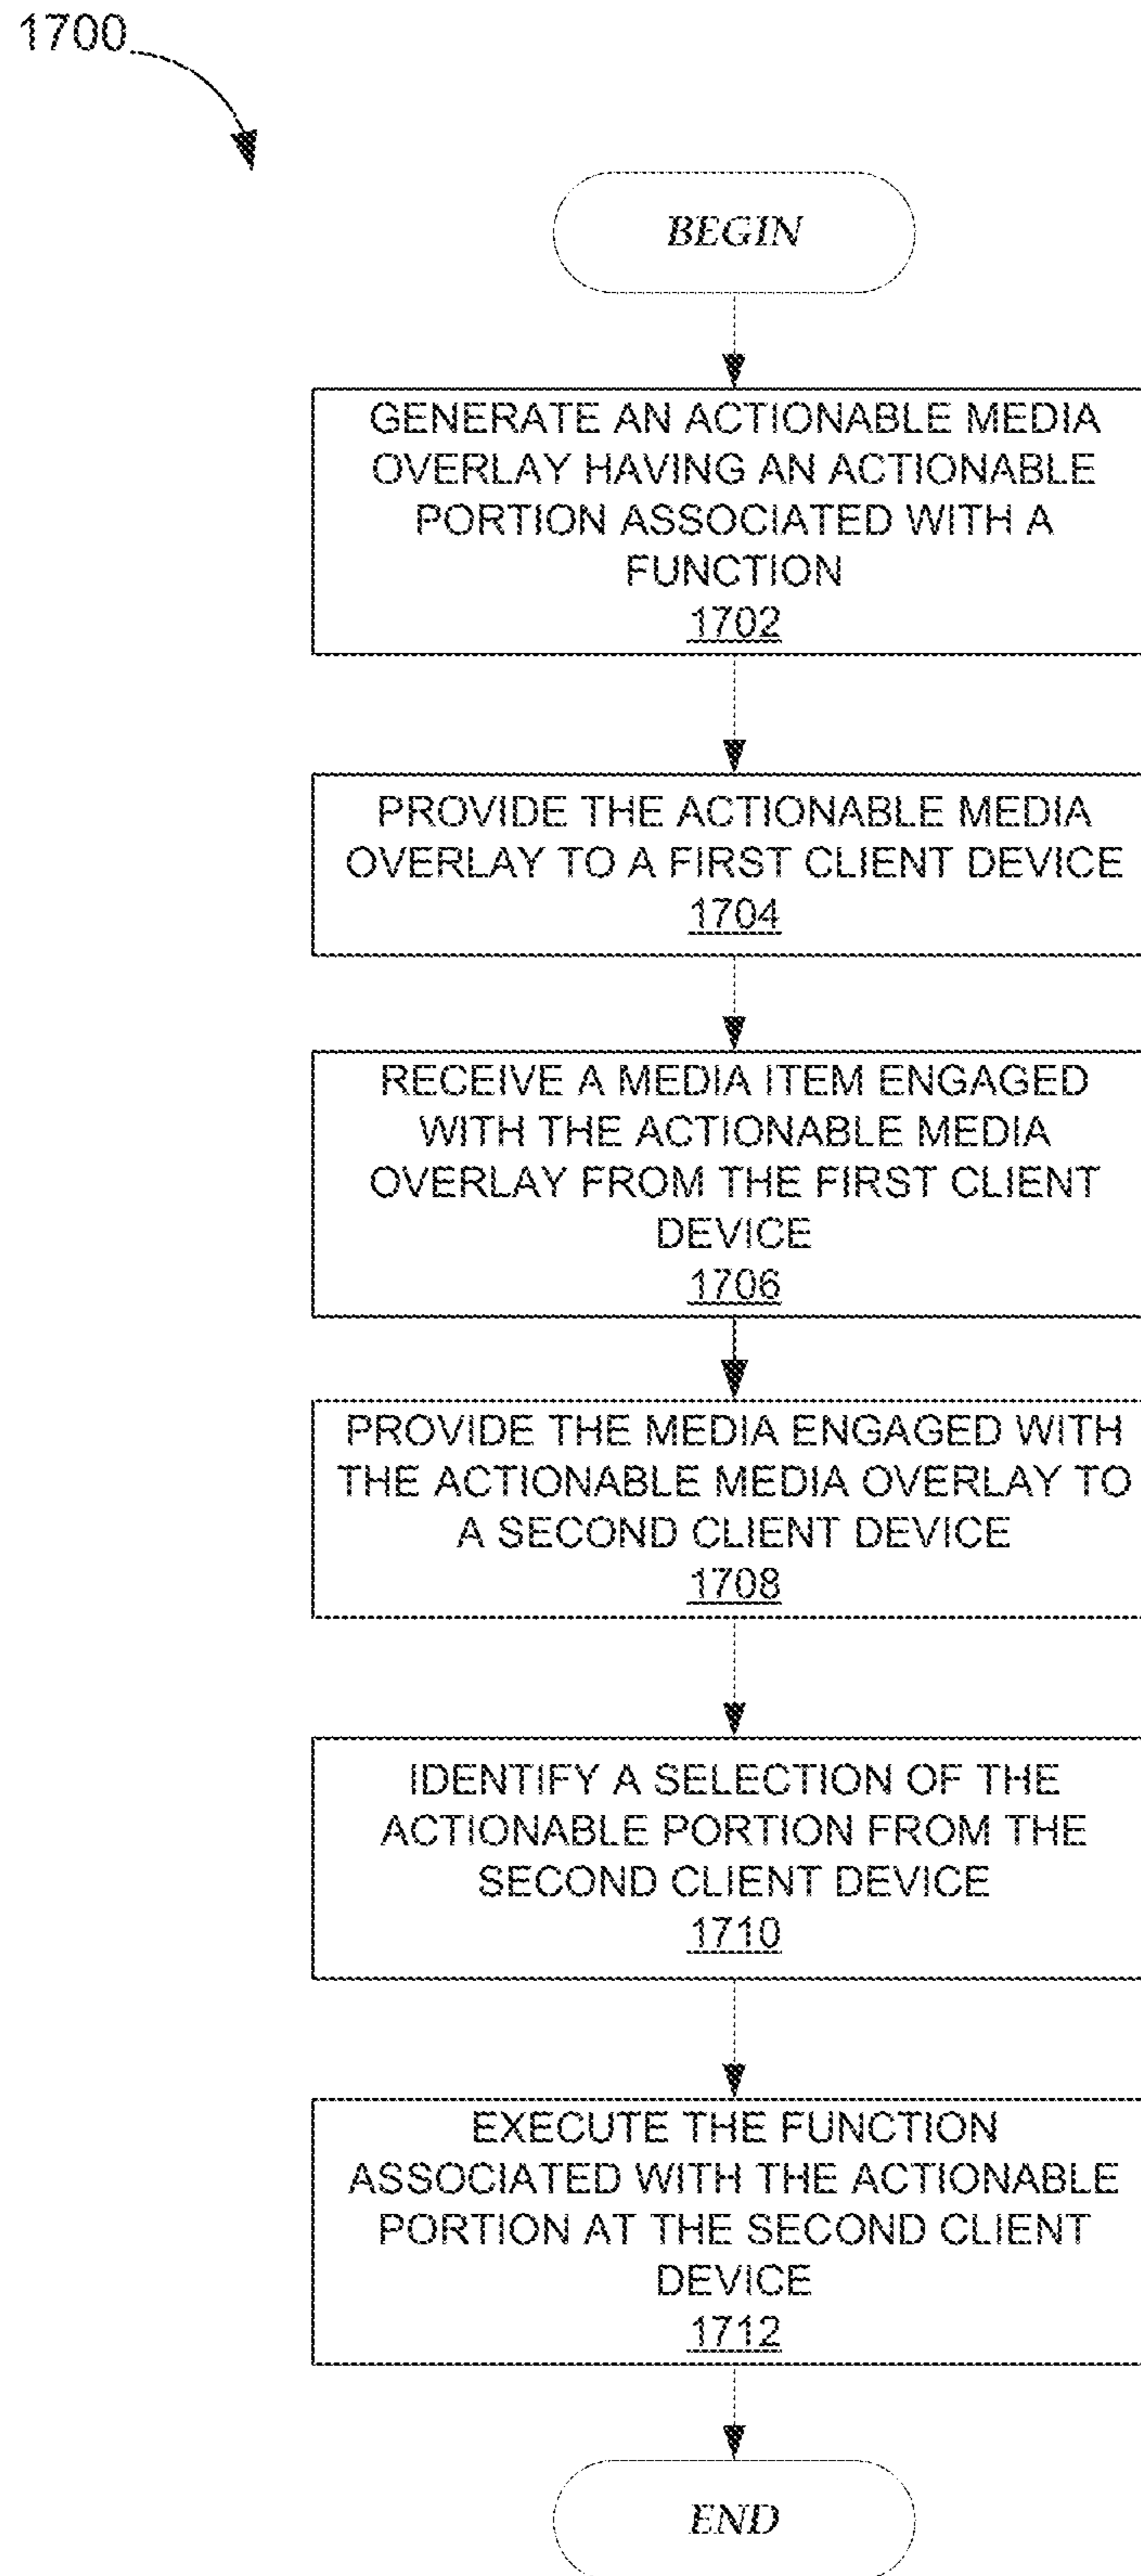 1700
BEGIN
GENERATE AN ACTIONABLE MEDIA
OVERLAY HAVING AN ACTIONABLE
PORTION ASSOCIATED WITH A
FUNCTION
1702
PROVIDE THE ACTIONABLE MEDIA
OVERLAY TO A FIRST CLIENT DEVICE
1704
RECEIVE A MEDIA ITEM ENGAGED
WITH THE ACTIONABLE MEDIA
OVERLAY FROM THE FIRST CLIENT
DEVICE
1706
PROVIDE THE MEDIA ENGAGED WITH
THE ACTIONABLE MEDIA OVERLAY TO
A SECOND CLIENT DEVICE
1708
IDENTIFY A SELECTION OF THE
ACTIONABLE PORTION FROM THE
SECOND CLIENT DEVICE
1710
EXECUTE THE FUNCTION
ASSOCIATED WITH THE ACTIONABLE
PORTION AT THE SECOND CLIENT
DEVICE
1712
END